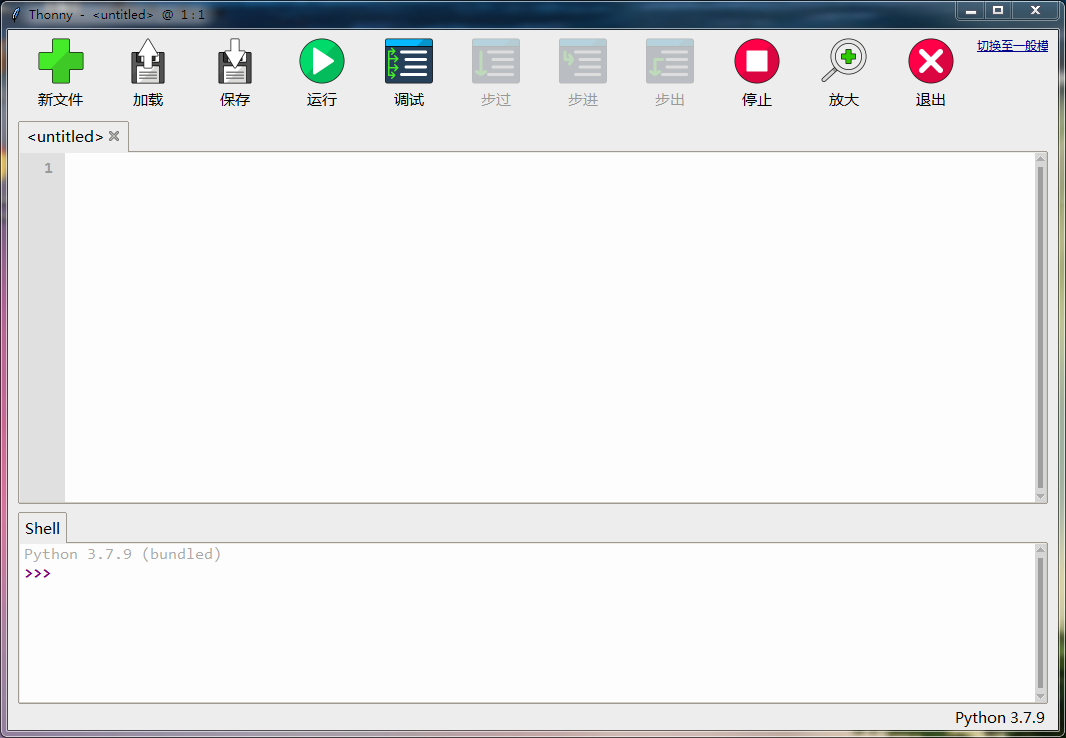 Thonny - <untitled> @ 1:1
切换至一般模
新文件 加载 保存 运行 调试 步过 步进 步出 停止 放大 退出
<untitled>
1
Shell
Python 3.7.9 (bundled)
>>>
Python 3.7.9